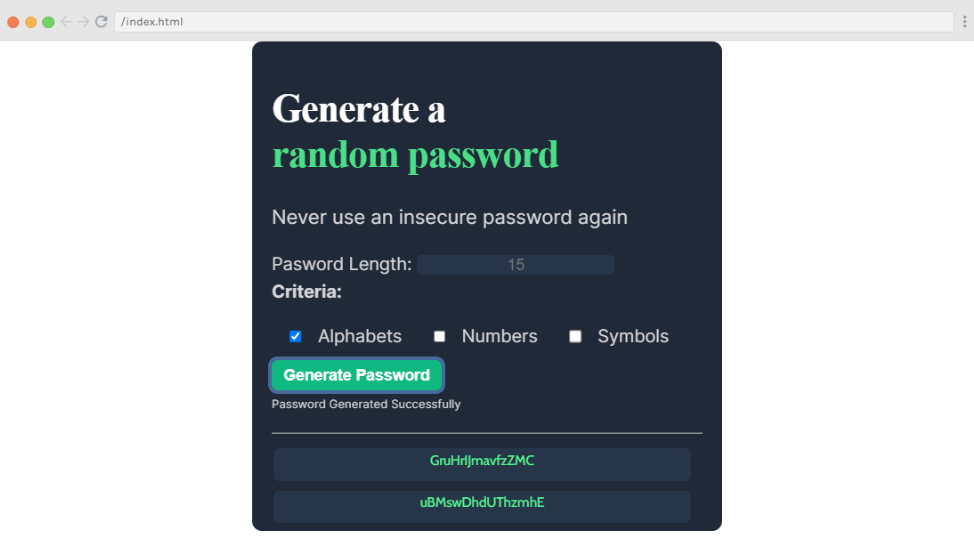 /index.html
Generate a
random password
Never use an insecure password again
Pasword Length: 15
Criteria:
Alphabets Numbers Symbols
Generate Password
Password Generated Successfully
GruHrIJmavfzZMC
uBMswDhdUThzmhE